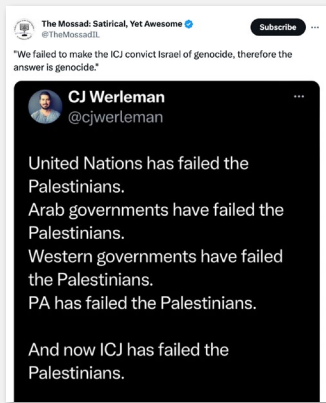 The Mossad: Satirical, Yet Awesome
@TheMossadIL
Subscribe
"We failed to make the ICJ convict Israel of genocide, therefore the
answer is genocide."
CJ Werleman
@cjwerleman
United Nations has failed the
Palestinians.
Arab governments have failed the
Palestinians.
Western governments have failed
the Palestinians.
PA has failed the Palestinians.
And now ICJ has failed the
Palestinians.